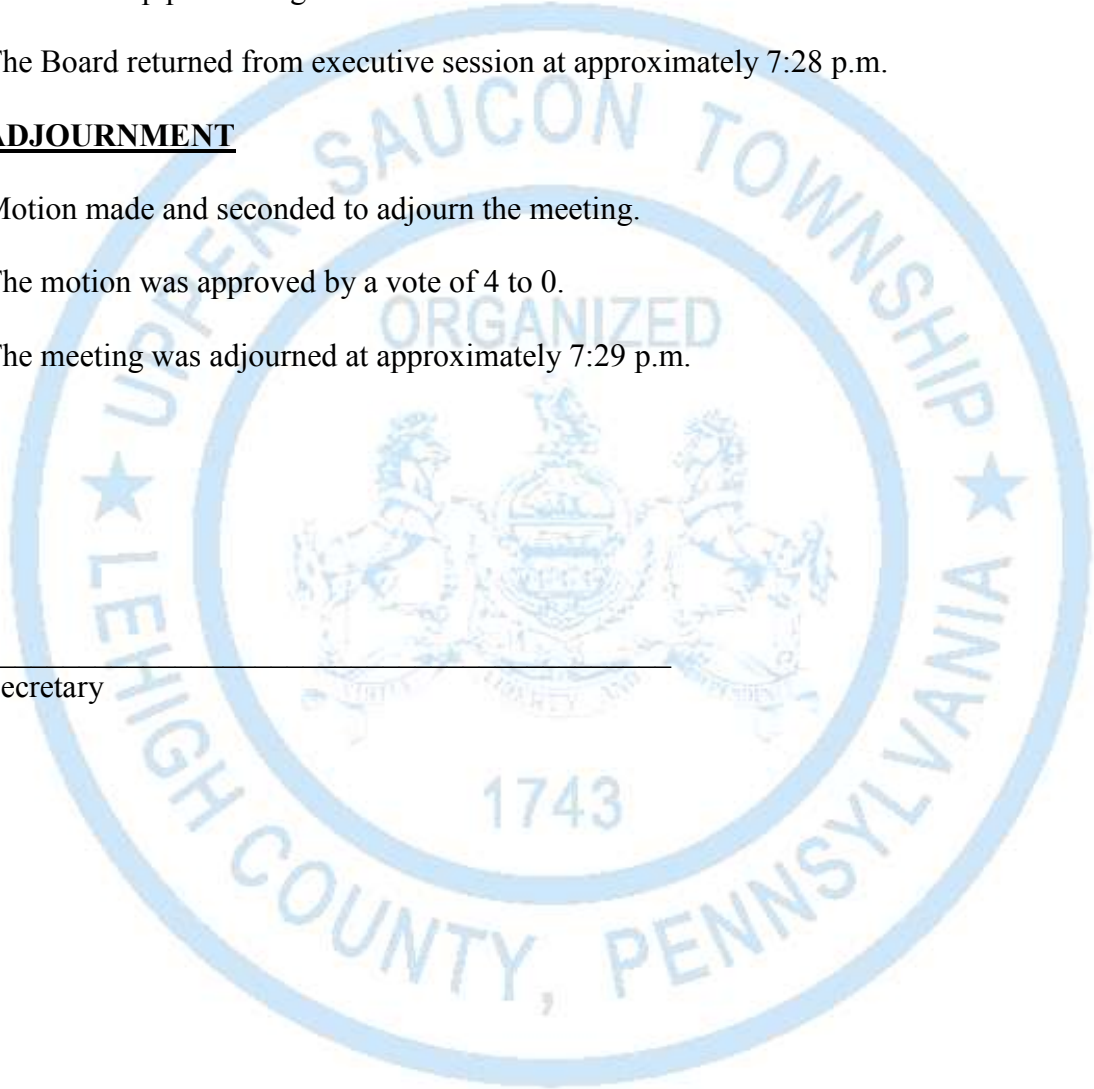 The Board returned from executive session at approximately 7:28 p.m.
ADJOURNMENT
Motion made and seconded to adjourn the meeting.
The motion was approved by a vote of 4 to 0.
The meeting was adjourned at approximately 7:29 p.m.
Secretary
UPPER SAUCON TOWNSHIP
ORGANIZED
1743
LEHIGH COUNTY, PENNSYLVANIA